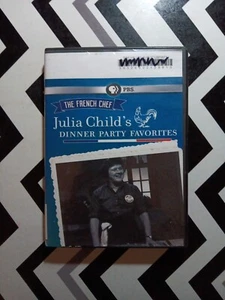 PBS
THE FRENCH CHEF
Julia Child's
DINNER PARTY FAVORITES